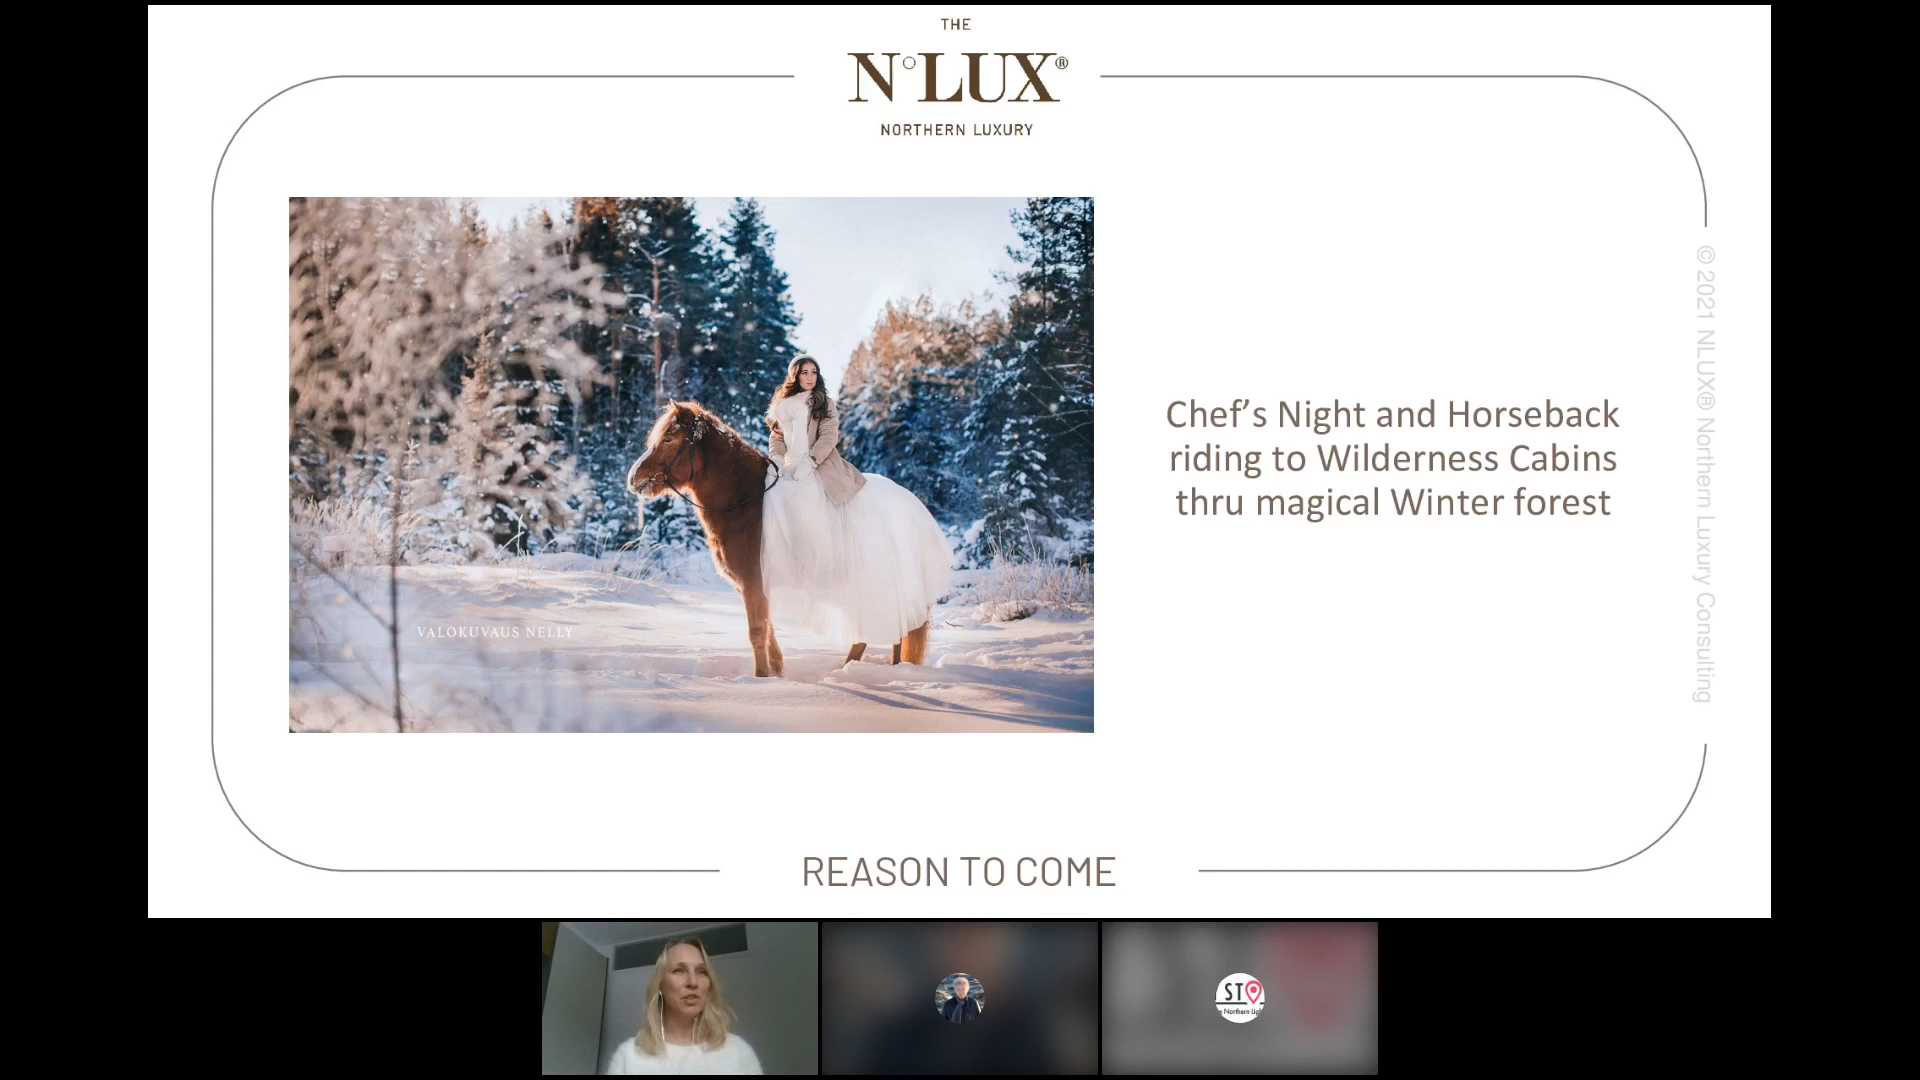 THE
N°LUX®
NORTHERN LUXURY
VALOKUVAUS NELLY
Chef’s Night and Horseback
riding to Wilderness Cabins
thru magical Winter forest
© 2021 NLUX® Northern Luxury Consulting
REASON TO COME
ST
Northern